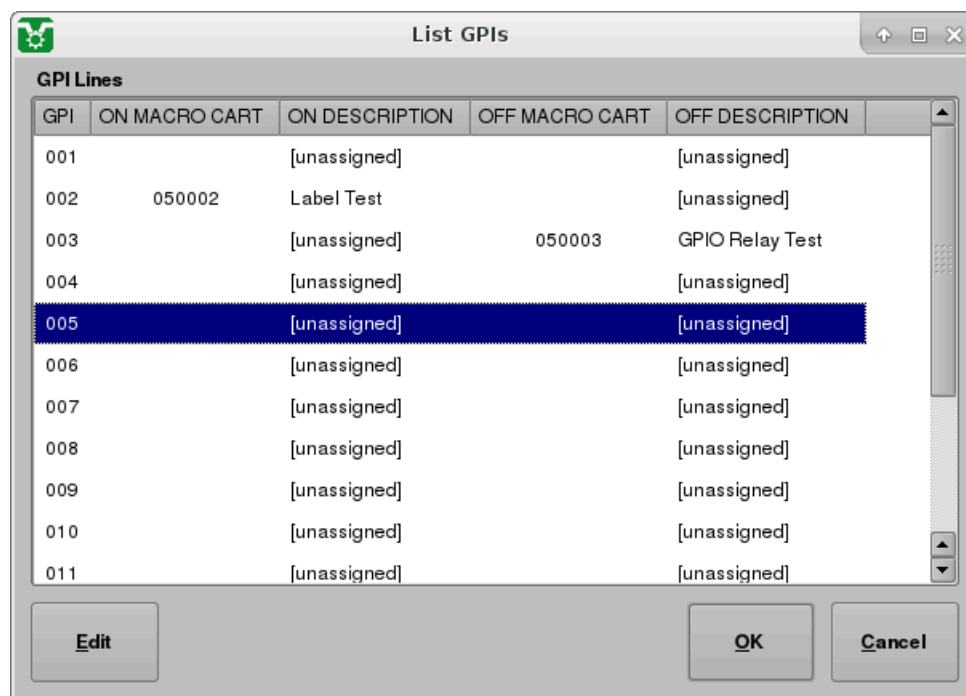 List GPIs
GPI Lines
GPI ON MACRO CART ON DESCRIPTION OFF MACRO CART OFF DESCRIPTION
001 [unassigned] [unassigned]
002 050002 Label Test [unassigned]
003 [unassigned] 050003 GPIO Relay Test
004 [unassigned] [unassigned]
005 [unassigned] [unassigned]
006 [unassigned] [unassigned]
007 [unassigned] [unassigned]
008 [unassigned] [unassigned]
009 [unassigned] [unassigned]
010 [unassigned] [unassigned]
011 [unassigned] [unassigned]
Edit OK Cancel